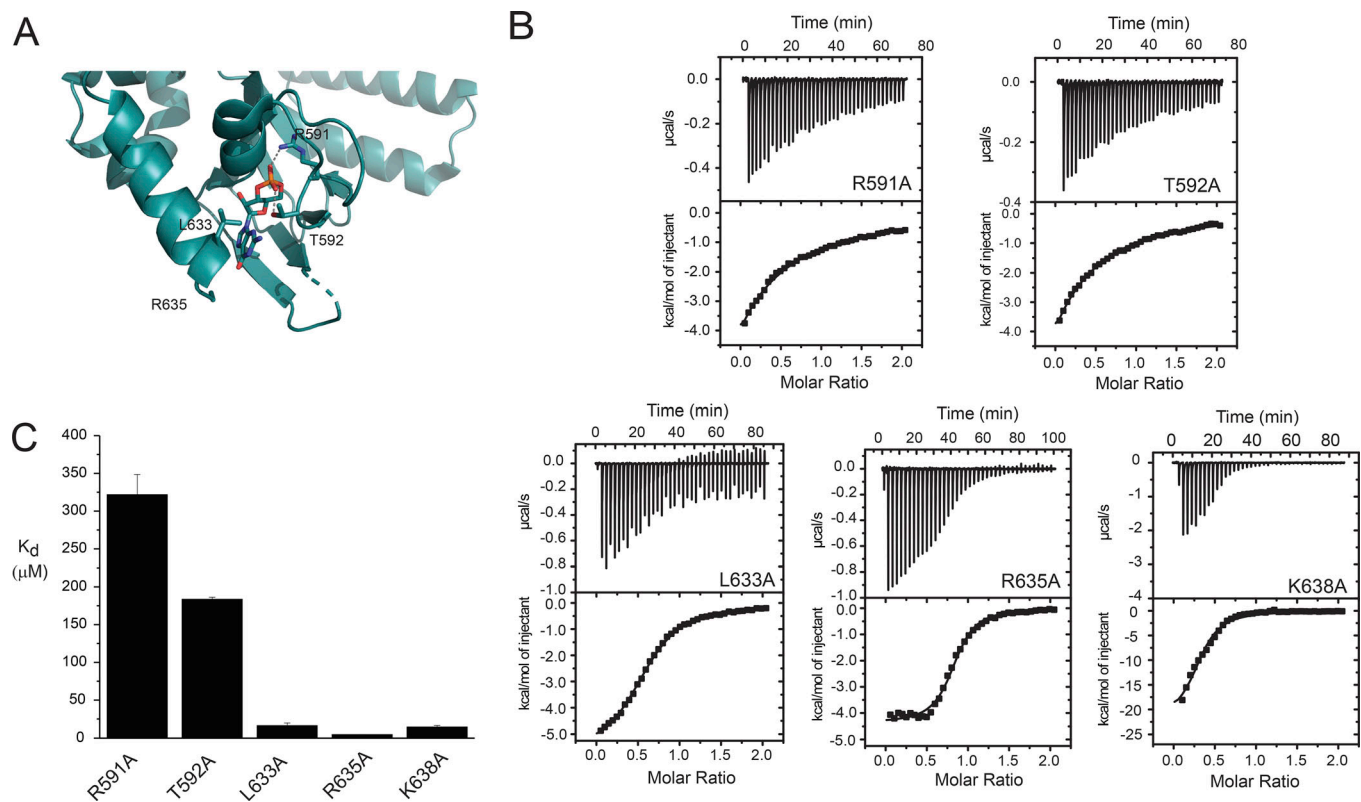 A
R591
L633
T592
R635
B
Time (min)
0 20 40 60 80
0.0
-0.2
-0.4
µcal/s
R591A
0.0
-1.0
-2.0
-3.0
-4.0
kcal/mol of injectant
0.0 0.5 1.0 1.5 2.0
Molar Ratio
Time (min)
0 20 40 60 80
0.0
-0.2
-0.4
µcal/s
T592A
0.0
-1.0
-2.0
-3.0
-4.0
kcal/mol of injectant
0.0 0.5 1.0 1.5 2.0
Molar Ratio
Time (min)
0 20 40 60 80
0.0
-0.2
-0.4
-0.6
-0.8
-1.0
µcal/s
L633A
0.0
-1.0
-2.0
-3.0
-4.0
-5.0
kcal/mol of injectant
0.0 0.5 1.0 1.5 2.0
Molar Ratio
Time (min)
0 20 40 60 80 100
0.0
-0.2
-0.4
-0.6
-0.8
-1.0
µcal/s
R635A
0.0
-1.0
-2.0
-3.0
-4.0
-5.0
kcal/mol of injectant
0.0 0.5 1.0 1.5 2.0
Molar Ratio
Time (min)
0 20 40 60 80
0
-1
-2
-3
-4
µcal/s
K638A
0
-5
-10
-15
-20
-25
kcal/mol of injectant
0.0 0.5 1.0 1.5 2.0
Molar Ratio
C
400
350
300
250
200
150
100
50
25
0
Kd
(µM)
R591A T592A L633A R635A K638A